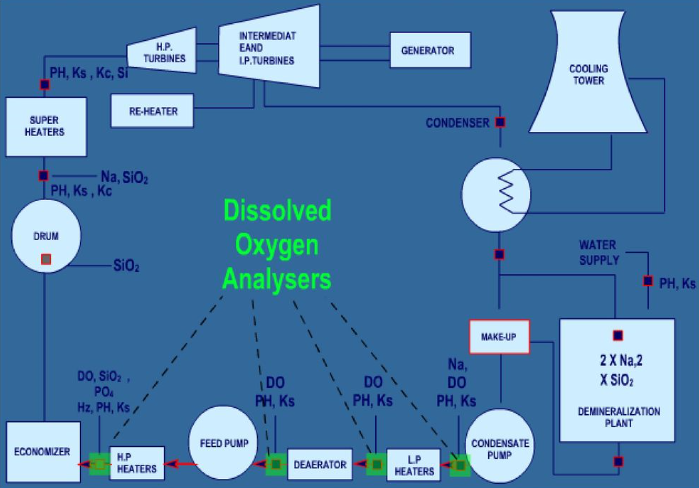 H.P.
TURBINES
INTERMEDIAT
EAND
I.P.TURBINES
GENERATOR
COOLING
TOWER
PH, Ks , Kc, Si
RE-HEATER
SUPER
HEATERS
CONDENSER
Na, SiO₂
PH, Ks , Kc
DRUM
SiO₂
Dissolved
Oxygen
Analysers
WATER
SUPPLY
PH, Ks
MAKE-UP
2 X Na,2
X SiO₂
DEMINERALIZATION
PLANT
DO, SiO₂ ,
PO₄
Hz, PH, Ks
DO
PH, Ks
DO
PH, Ks
Na,
DO
PH, Ks
ECONOMIZER
H.P
HEATERS
FEED PUMP
DEAERATOR
L.P
HEATERS
CONDENSATE
PUMP